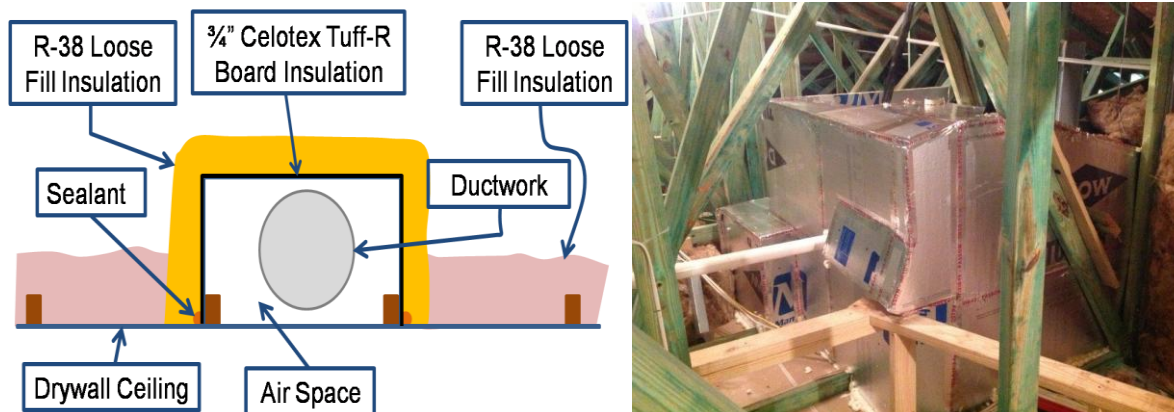 R-38 Loose
Fill Insulation
¾” Celotex Tuff-R
Board Insulation
R-38 Loose
Fill Insulation
Sealant
Ductwork
Drywall Ceiling
Air Space